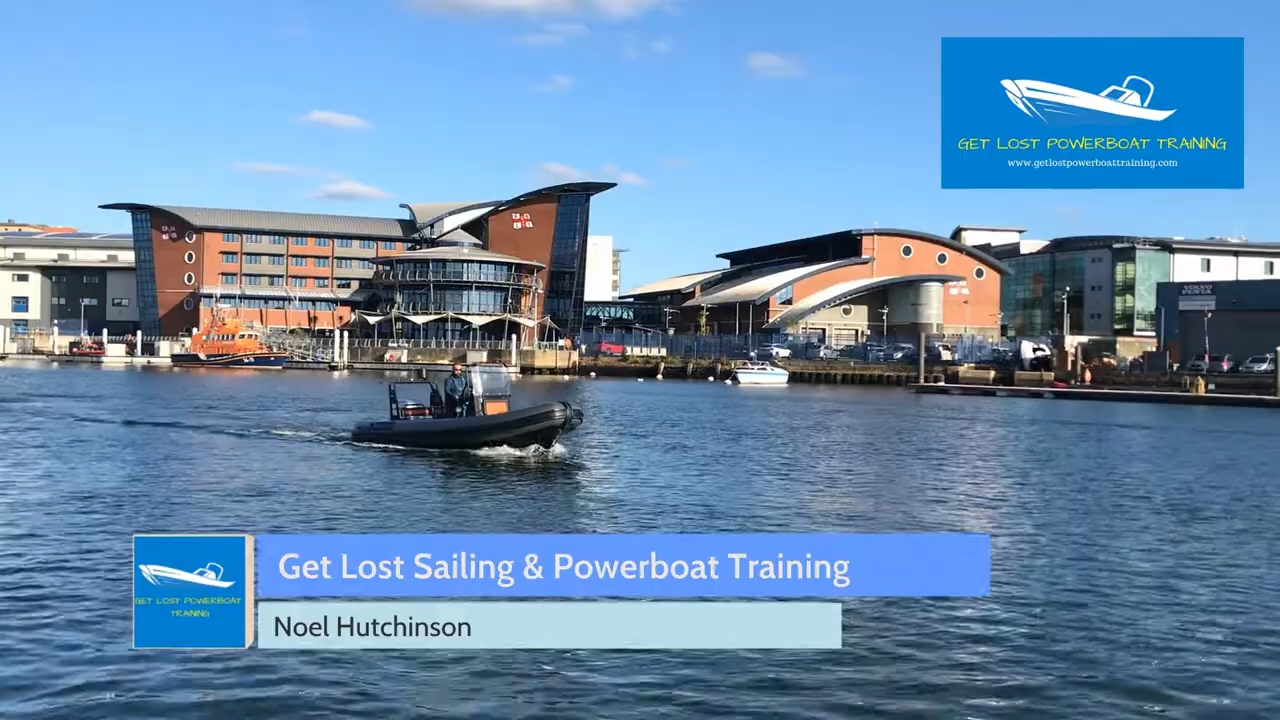 GET LOST POWERBOAT TRAINING
www.getlostpowerboattraining.com
VOLVO
PENTA
Get Lost Sailing & Powerboat Training
GET LOST POWERBOAT
TRAINING
Noel Hutchinson